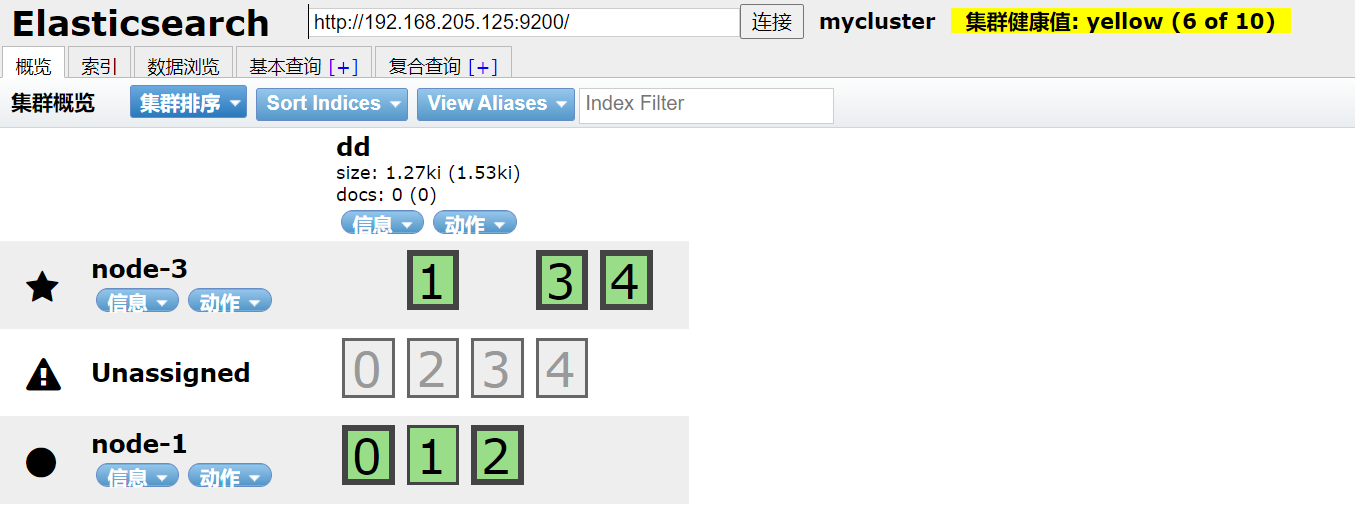 Elasticsearch http://192.168.205.125:9200/ 连接 mycluster 集群健康值: yellow (6 of 10)
概览 索引 数据浏览 基本查询 [+] 复合查询 [+]
集群概览 集群排序 Sort Indices View Aliases Index Filter
dd
size: 1.27ki (1.53ki)
docs: 0 (0)
信息 动作
node-3
1 3 4
信息 动作
Unassigned
0 2 3 4
node-1
0 1 2
信息 动作